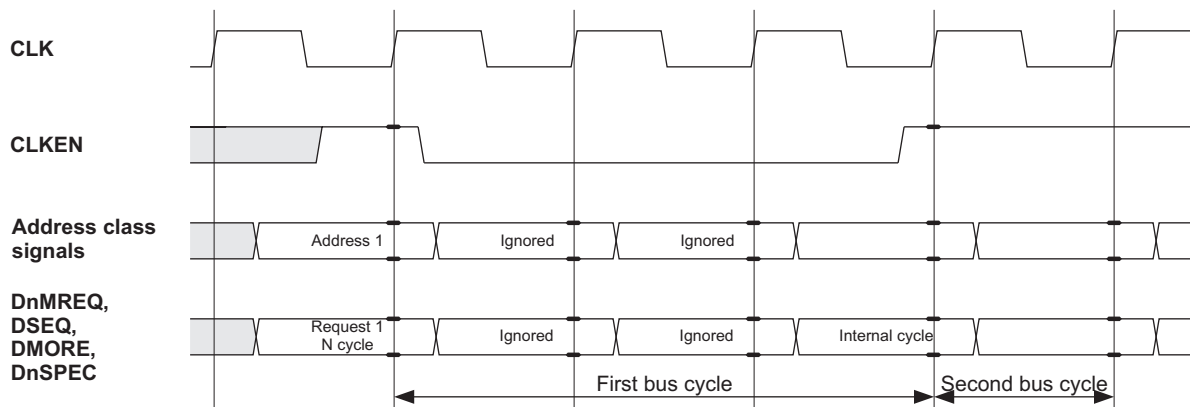 CLK
CLKEN
Address class
signals
Address 1
Ignored
Ignored
DnMREQ,
DSEQ,
DMORE,
DnSPEC
Request 1
N cycle
Ignored
Ignored
Internal cycle
First bus cycle
Second bus cycle